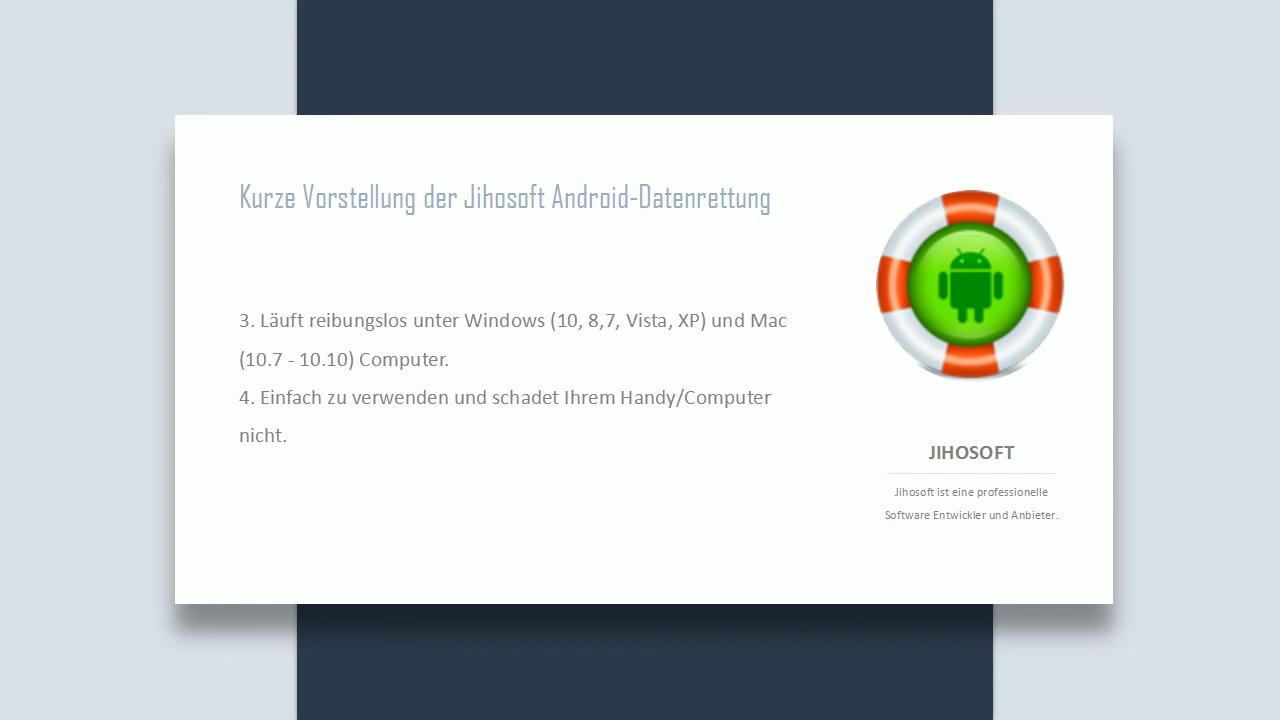 Kurze Vorstellung der Jihosoft Android-Datenrettung
3. Läuft reibungslos unter Windows (10, 8,7, Vista, XP) und Mac
(10.7 - 10.10) Computer.
4. Einfach zu verwenden und schadet Ihrem Handy/Computer
nicht.
JIHOSOFT
Jihosoft ist eine professionelle
Software Entwickler und Anbieter.